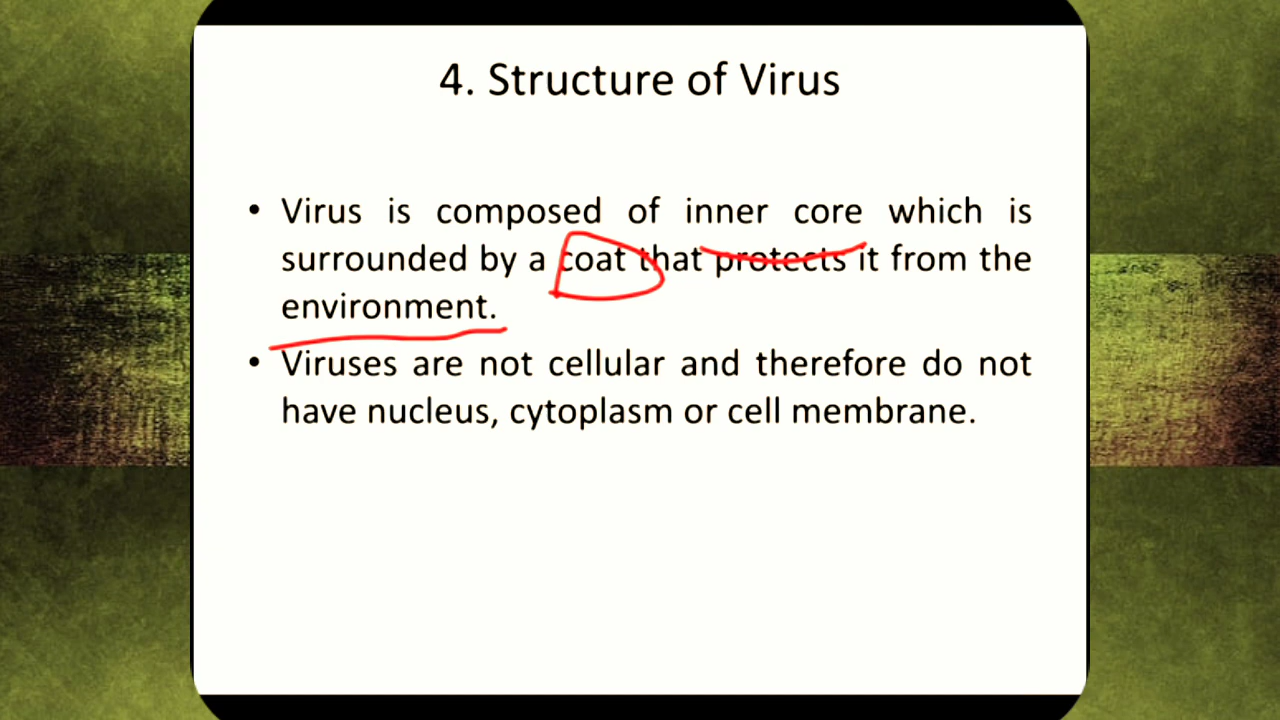 4. Structure of Virus
• Virus is composed of inner core which is
surrounded by a coat that protects it from the
environment.
• Viruses are not cellular and therefore do not
have nucleus, cytoplasm or cell membrane.